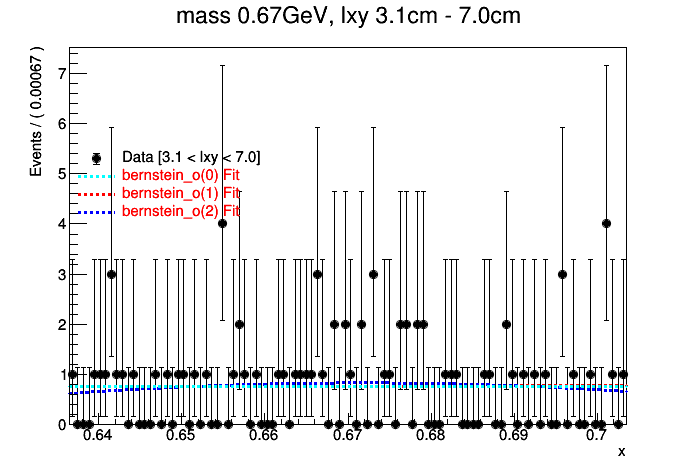 mass 0.67GeV, lxy 3.1cm - 7.0cm
Events / ( 0.00067 )
7
6
5
4
3
2
1
0
Data [3.1 < lxy < 7.0]
bernstein_o(0) Fit
bernstein_o(1) Fit
bernstein_o(2) Fit
0.64 0.65 0.66 0.67 0.68 0.69 0.7
x